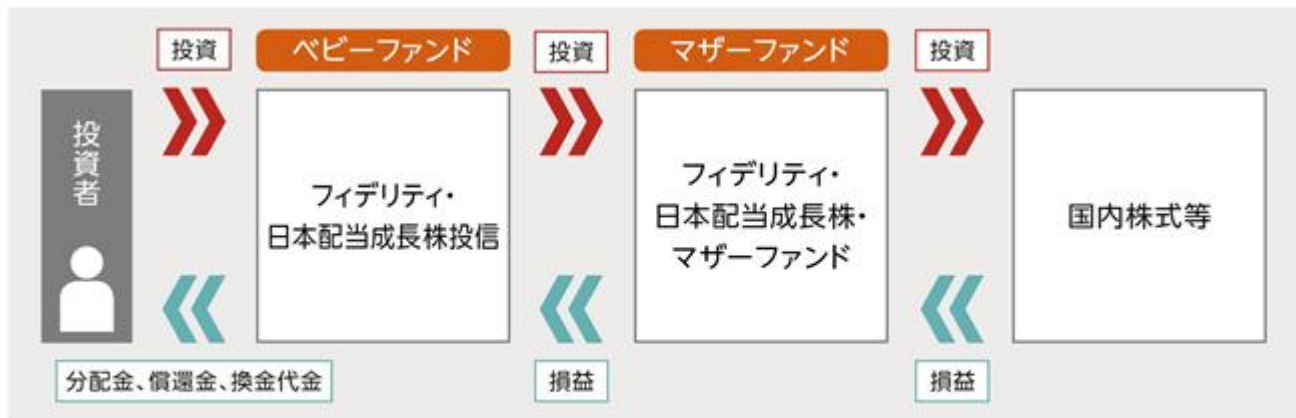 投資
ベビーファンド
投資
マザーファンド
投資
投資者
フィデリティ・
日本配当成長株投信
フィデリティ・
日本配当成長株・
マザーファンド
国内株式等
分配金、償還金、換金代金
損益
損益